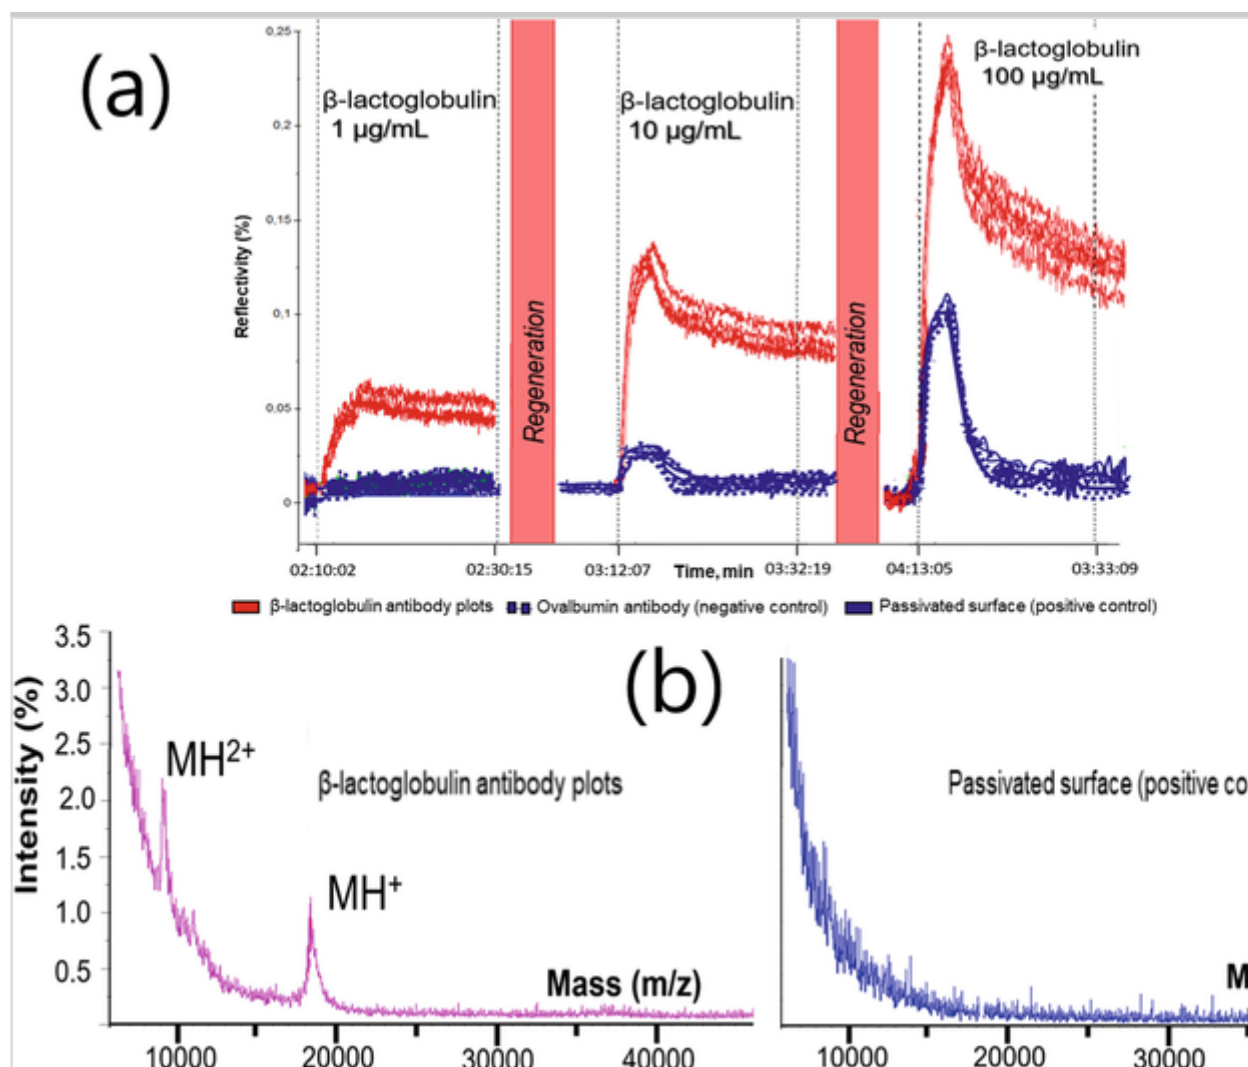 (a)
β-lactoglobulin
1 µg/mL
β-lactoglobulin
10 µg/mL
β-lactoglobulin
100 µg/mL
Regeneration
Regeneration
Reflectivity (%)
0,25
0,2
0,15
0,1
0,05
0
02:10:02 02:30:15 03:12:07 Time, min 03:32:19 04:13:05 03:33:09
β-lactoglobulin antibody plots Ovalbumin antibody (negative control) Passivated surface (positive control)
(b)
Intensity (%)
3.5
3.0
2.5
2.0
1.5
1.0
0.5
MH²⁺
β-lactoglobulin antibody plots
MH⁺
Mass (m/z)
10000 20000 30000 40000
Passivated surface (positive co
M
10000 20000 30000